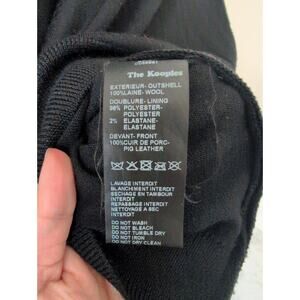 The Kooples
EXTERIEUR-OUTSHELL
100%LAINE-WOOL
DOUBLURE-LINING
98% POLYESTER-
POLYESTER
2% ELASTANE-
ELASTANE
DEVANT-FRONT
100%CUIR DE PORC-
PIG LEATHER
LAVAGE INTERDIT
BLANCHIMENT INTERDIT
SECHAGE EN TAMBOUR
INTERDIT
REPASSAGE INTERDIT
NETTOYAGE A SEC
INTERDIT
DO NOT WASH
DO NOT BLEACH
DO NOT TUMBLE DRY
DO NOT IRON
DO NOT DRY CLEAN